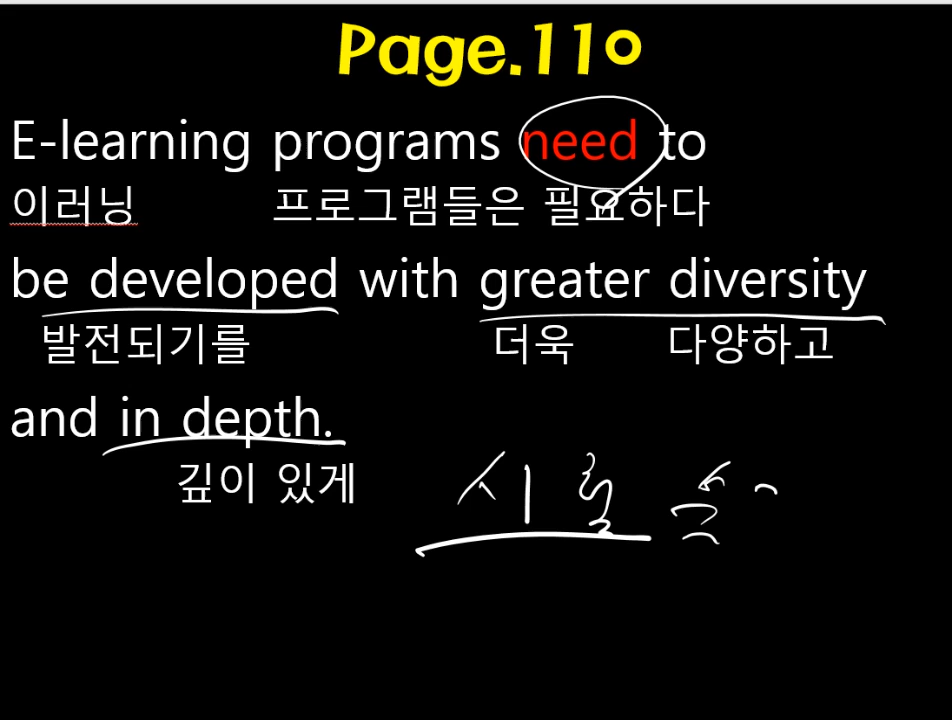 Page.110
E-learning programs need to
이러닝 프로그램들은 필요하다
be developed with greater diversity
발전되기를 더욱 다양하고
and in depth.
깊이 있게